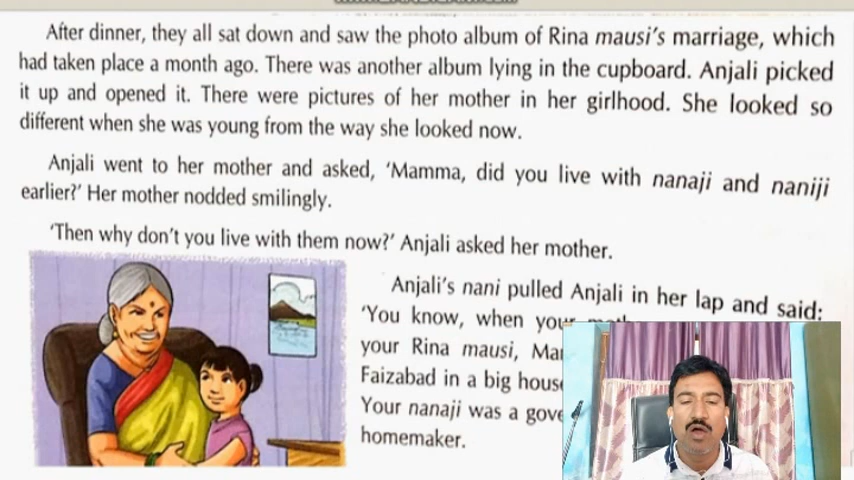 After dinner, they all sat down and saw the photo album of Rina mausi's marriage, which
had taken place a month ago. There was another album lying in the cupboard. Anjali picked
it up and opened it. There were pictures of her mother in her girlhood. She looked so
different when she was young from the way she looked now.
Anjali went to her mother and asked, 'Mamma, did you live with nanaji and naniji
earlier?' Her mother nodded smilingly.
'Then why don't you live with them now?' Anjali asked her mother.
Anjali's nani pulled Anjali in her lap and said:
'You know, when your
your Rina mausi,
Faizabad in a big
Your nanaji was a
homemaker.